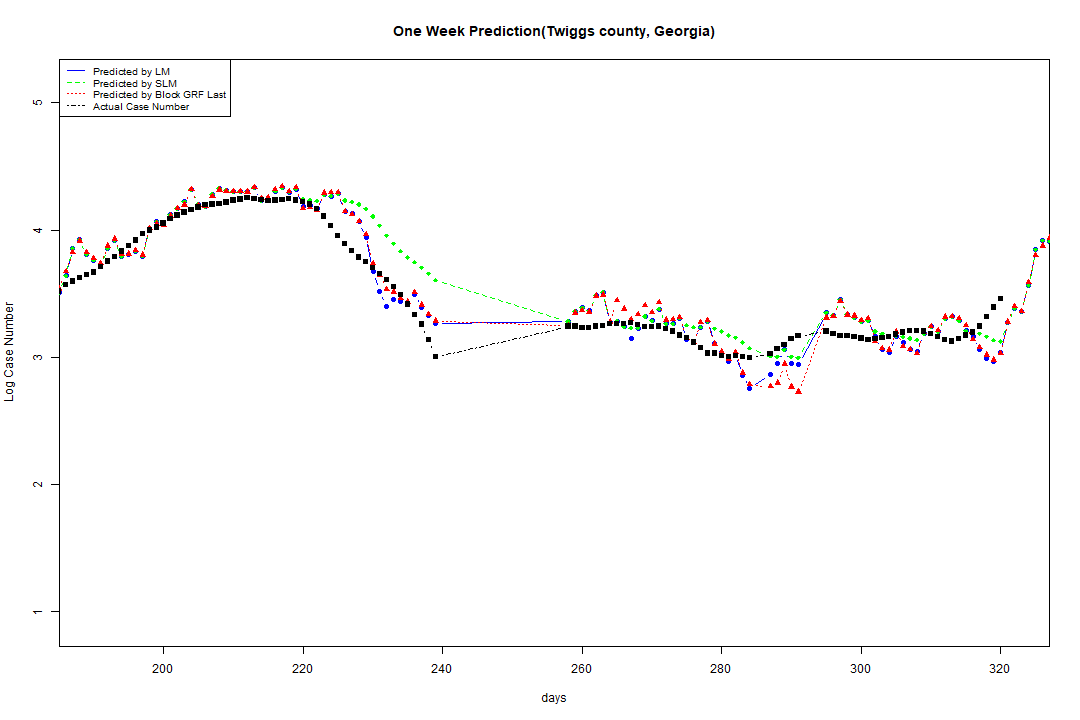 One Week Prediction(Twiggs county, Georgia)
Predicted by LM
Predicted by SLM
Predicted by Block GRF Last
Actual Case Number
5
4
3
2
1
Log Case Number
200 220 240 260 280 300 320
days